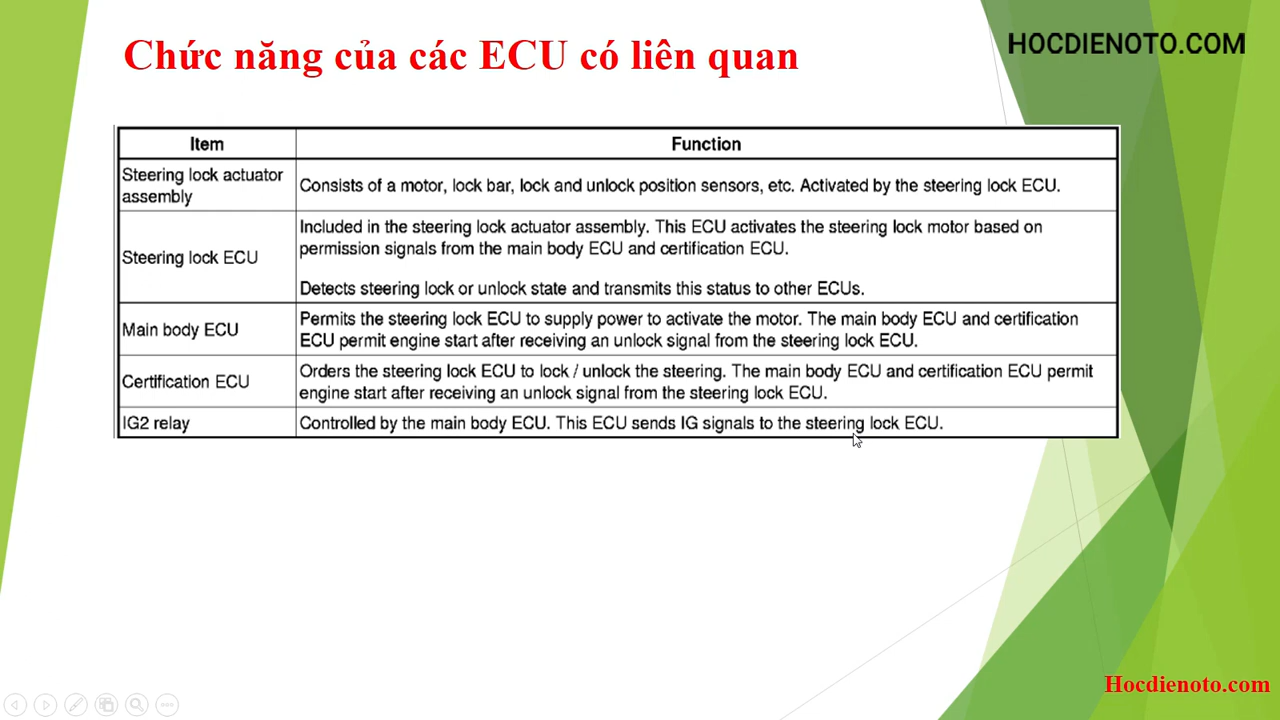 Chức năng của các ECU có liên quan
HOCDIENOTO.COM
Item
Function
Steering lock actuator
assembly
Consists of a motor, lock bar, lock and unlock position sensors, etc. Activated by the steering lock ECU.
Steering lock ECU
Included in the steering lock actuator assembly. This ECU activates the steering lock motor based on
permission signals from the main body ECU and certification ECU.
Detects steering lock or unlock state and transmits this status to other ECUs.
Main body ECU
Permits the steering lock ECU to supply power to activate the motor. The main body ECU and certification
ECU permit engine start after receiving an unlock signal from the steering lock ECU.
Certification ECU
Orders the steering lock ECU to lock / unlock the steering. The main body ECU and certification ECU permit
engine start after receiving an unlock signal from the steering lock ECU.
IG2 relay
Controlled by the main body ECU. This ECU sends IG signals to the steering lock ECU.
Hocdienoto.com